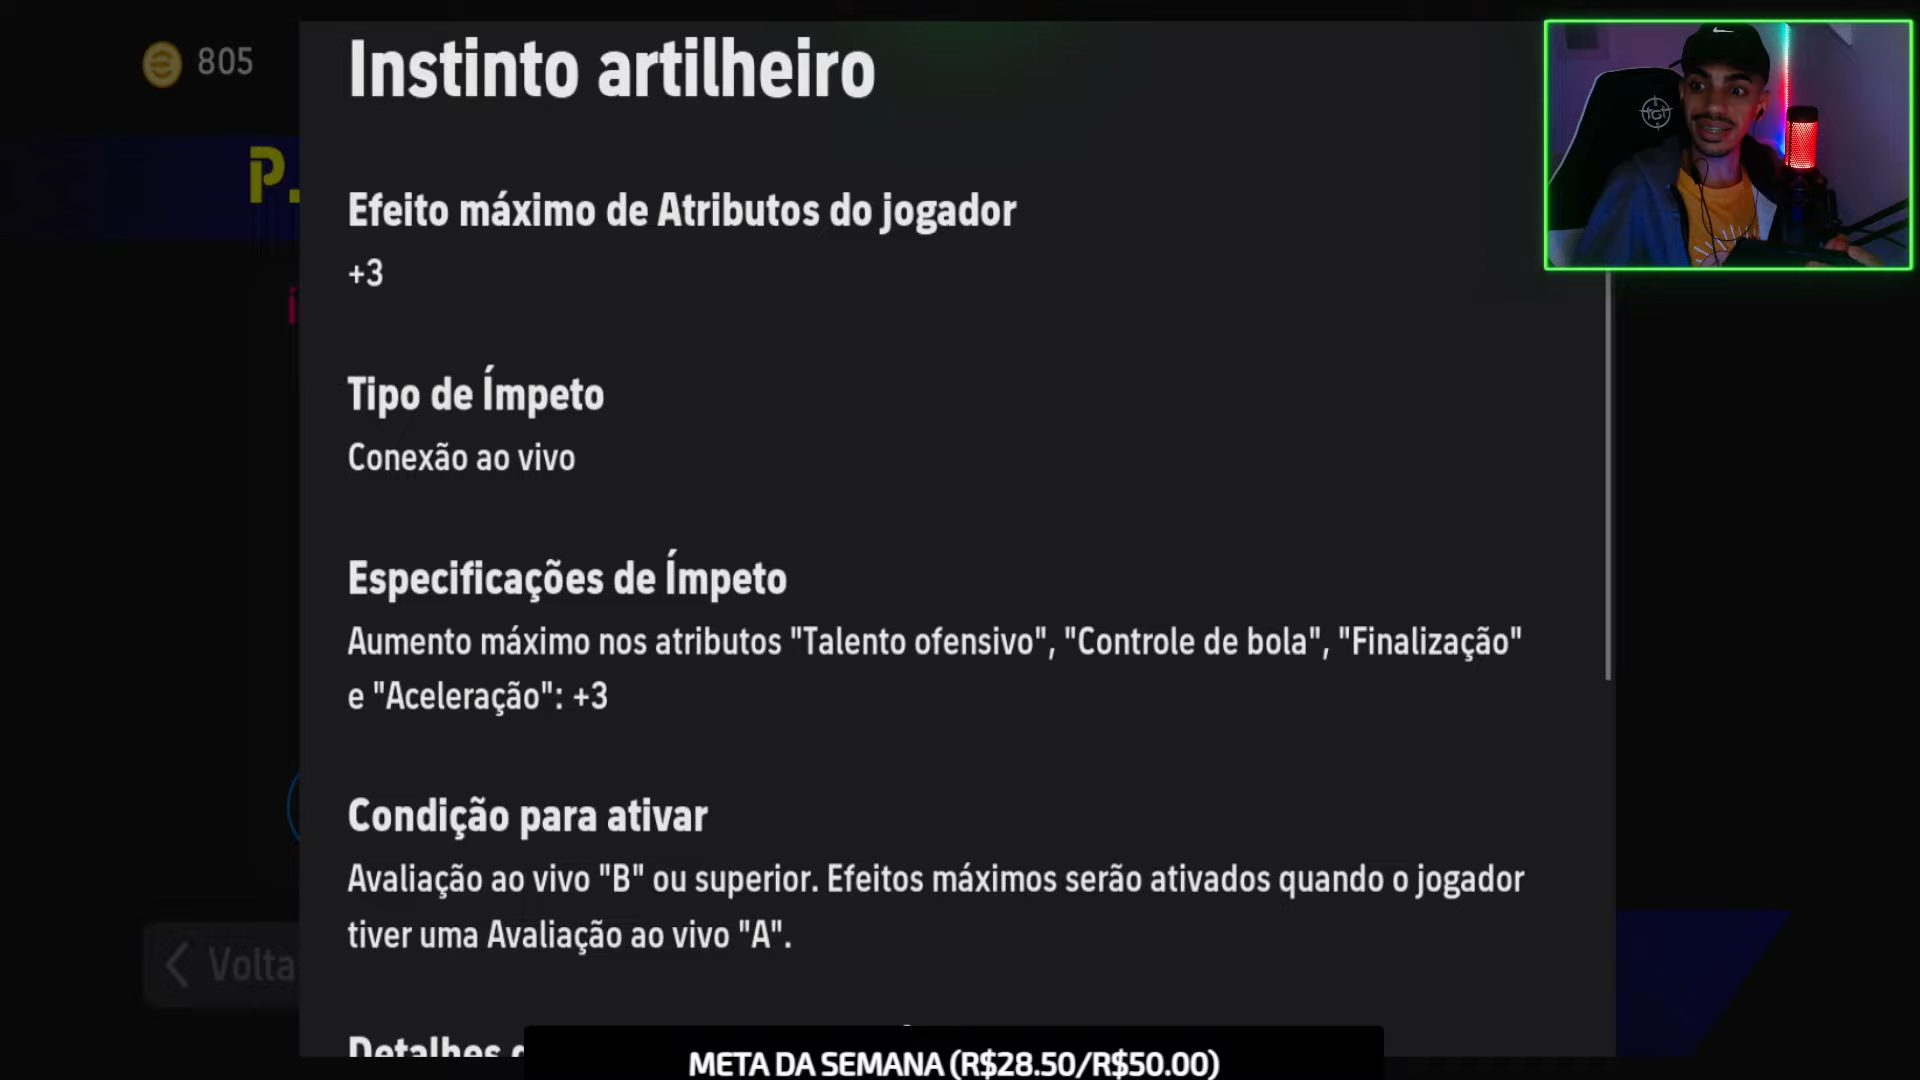 805
Instinto artilheiro
P.
Efeito máximo de Atributos do jogador
+3
Tipo de Ímpeto
Conexão ao vivo
Especificações de Ímpeto
Aumento máximo nos atributos "Talento ofensivo", "Controle de bola", "Finalização"
e "Aceleração": +3
Condição para ativar
Avaliação ao vivo "B" ou superior. Efeitos máximos serão ativados quando o jogador
tiver uma Avaliação ao vivo "A".
Volta
Detalhes
META DA SEMANA (R$28.50/R$50.00)